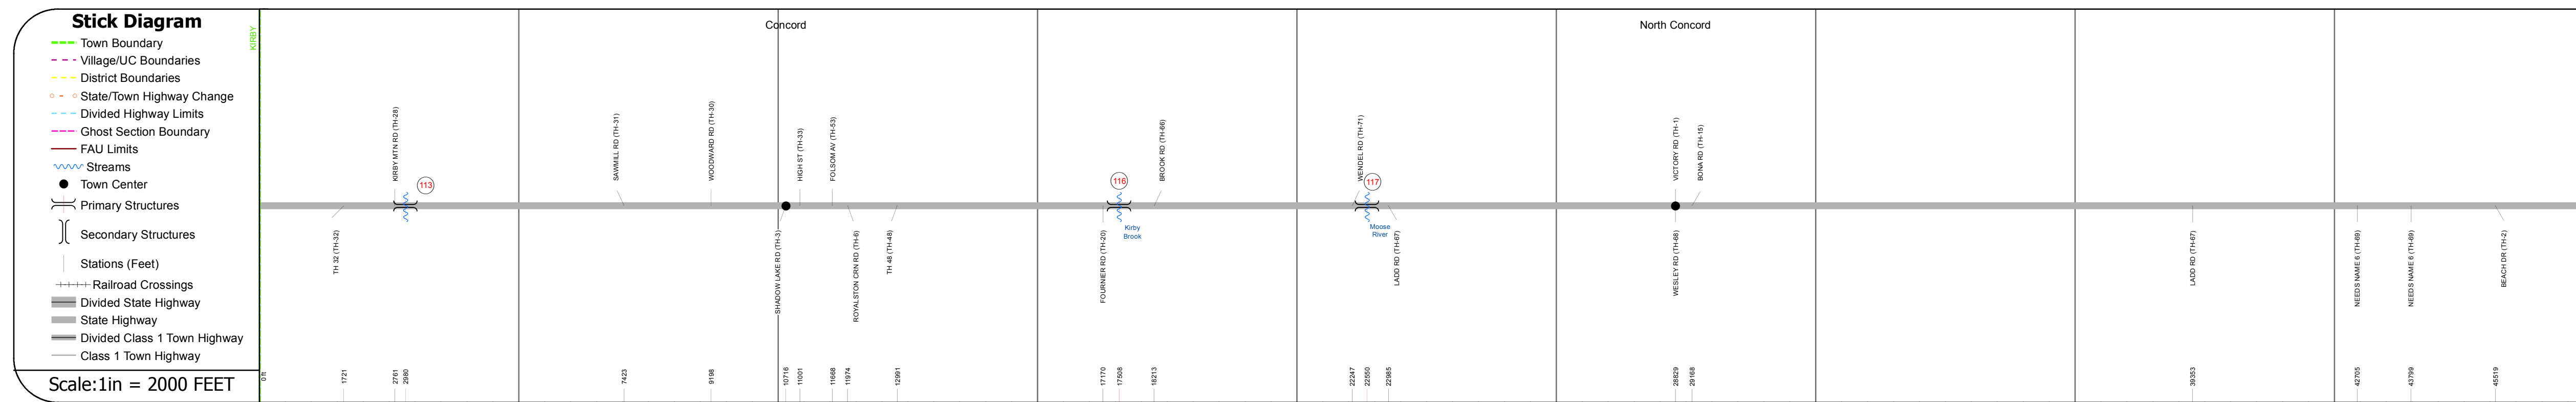 Stick Diagram
Town Boundary
Village/UC Boundaries
District Boundaries
State/Town Highway Change
Divided Highway Limits
Ghost Section Boundary
FAU Limits
Streams
Town Center
Primary Structures
Secondary Structures
Stations (Feet)
Railroad Crossings
Divided State Highway
State Highway
Divided Class 1 Town Highway
Class 1 Town Highway
Scale:1in = 2000 FEET
KIRBY
Concord
North Concord
KIRBY MTN RD (TH-28)
SAWMILL RD (TH-31)
WOODWARD RD (TH-30)
HIGH ST (TH-33)
FOLSOM AV (TH-53)
BROOK RD (TH-66)
WENDEL RD (TH-71)
VICTORY RD (TH-1)
BONA RD (TH-15)
113
116
117
Kirby
Brook
Moose
River
TH 32 (TH-32)
SHADOW LAKE RD (TH-3)
ROYALSTON CRN RD (TH-6)
TH 48 (TH-48)
FOURNIER RD (TH-20)
LADD RD (TH-67)
WESLEY RD (TH-68)
LADD RD (TH-67)
NEEDS NAME 6 (TH-69)
NEEDS NAME 6 (TH-69)
BEACH DR (TH-2)
0 ft
1721
2761
2980
7423
9198
10716
11001
11668
11974
12991
17170
17508
18213
22247
22550
22985
28829
29168
39353
42705
43799
45519